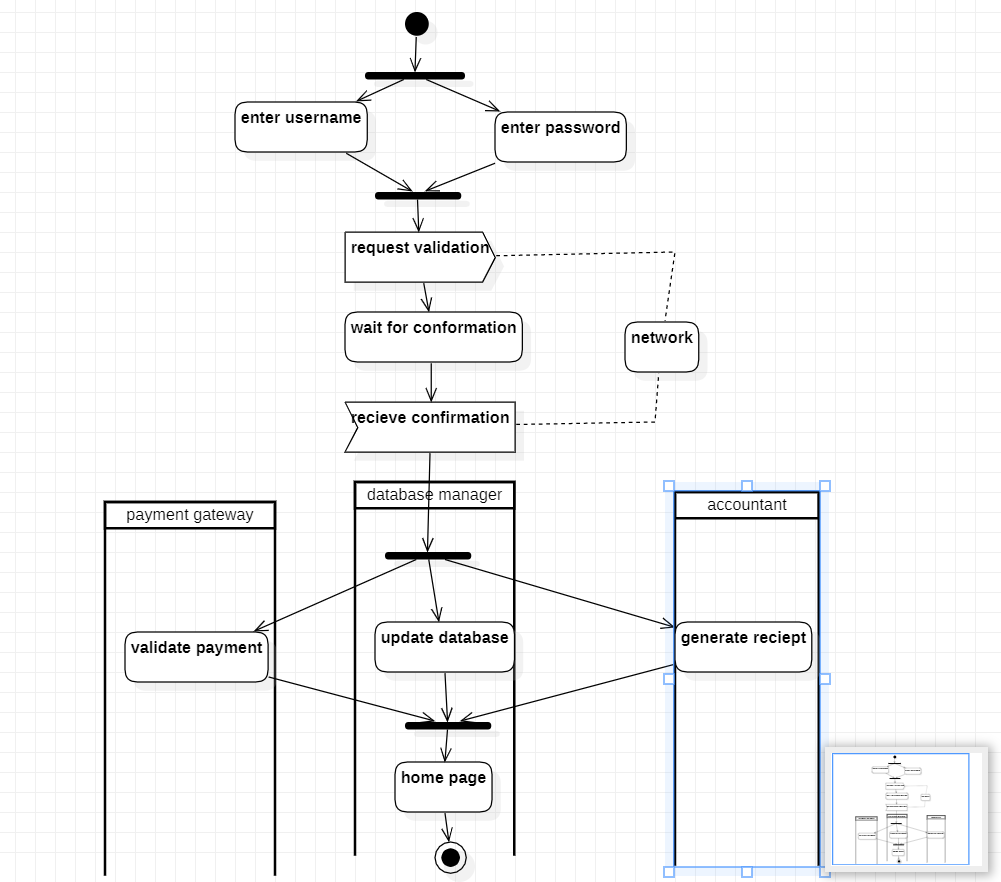 enter username
enter password
request validation
wait for conformation
network
recieve confirmation
payment gateway
database manager
accountant
validate payment
update database
generate reciept
home page